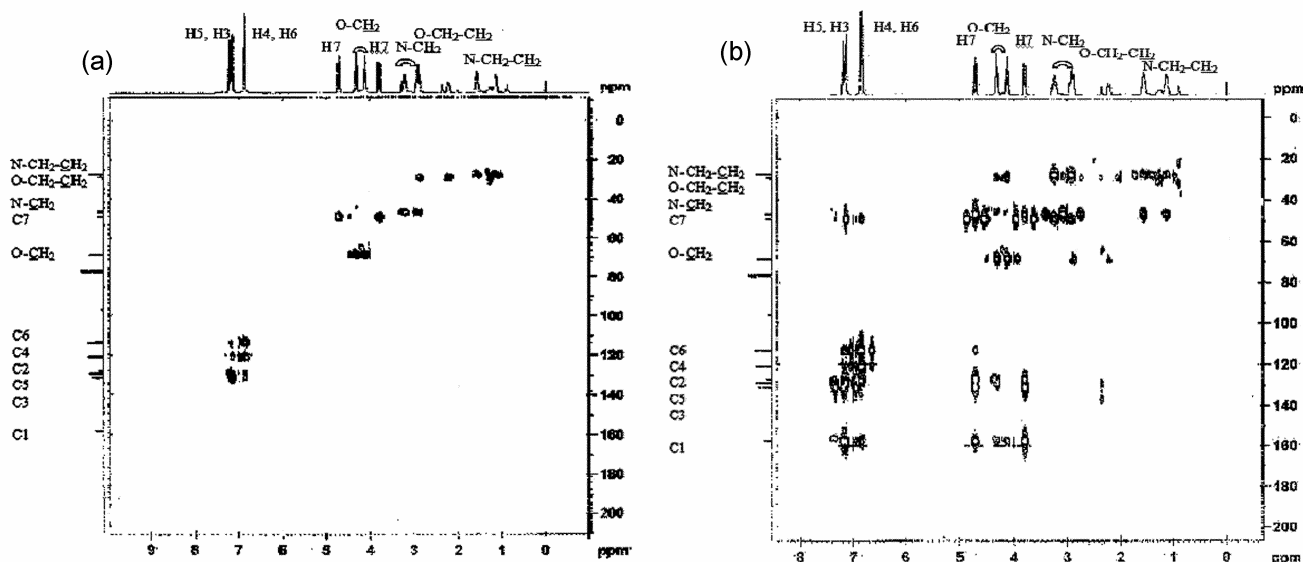 (a)
H5, H3
H4, H6
H7
O-CH2
H7
N-CH2
O-CH2-CH2
N-CH2-CH2
ppm
N-CH2-CH2
O-CH2-CH2
N-CH2
C7
O-CH2
C6
C4
C2
C5
C3
C1
0
20
40
60
80
100
120
140
160
180
200
9 8 7 6 5 4 3 2 1 0 ppm
(b)
H5, H3
H4, H6
H7
O-CH2
H7
N-CH2
O-CH2-CH2
N-CH2-CH2
ppm
N-CH2-CH2
O-CH2-CH2
N-CH2
C7
O-CH2
C6
C4
C2
C5
C3
C1
0
20
40
60
80
100
120
140
160
180
200
8 7 6 5 4 3 2 1 0 ppm